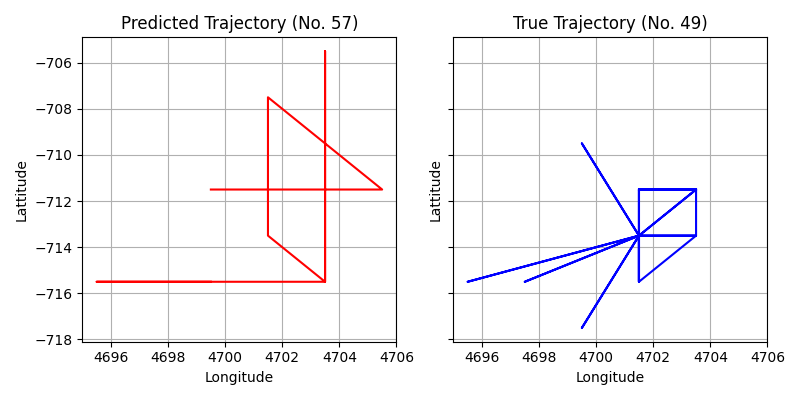 Predicted Trajectory (No. 57)
True Trajectory (No. 49)
Lattitude
−706
−708
−710
−712
−714
−716
−718
4696 4698 4700 4702 4704 4706
Longitude
Lattitude
4696 4698 4700 4702 4704 4706
Longitude